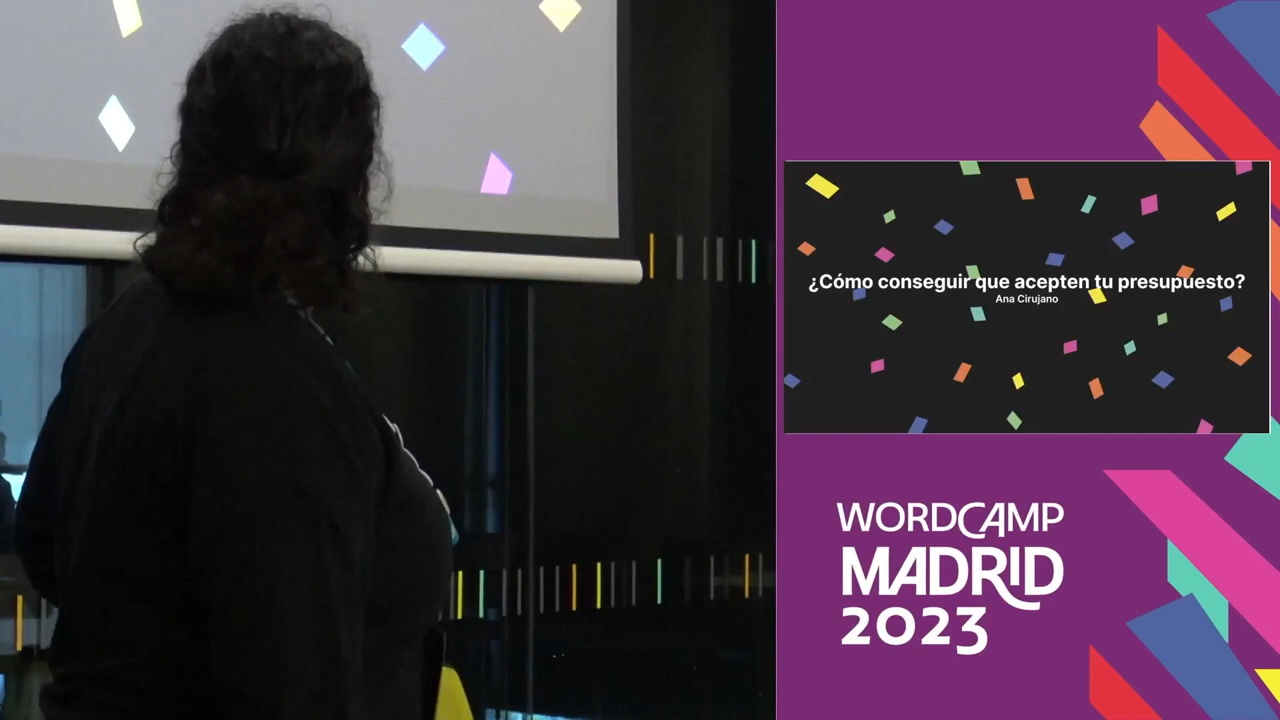 ¿Cómo conseguir que acepten tu presupuesto?
Ana Cirujano
WORDCAMP
MADRID
2023